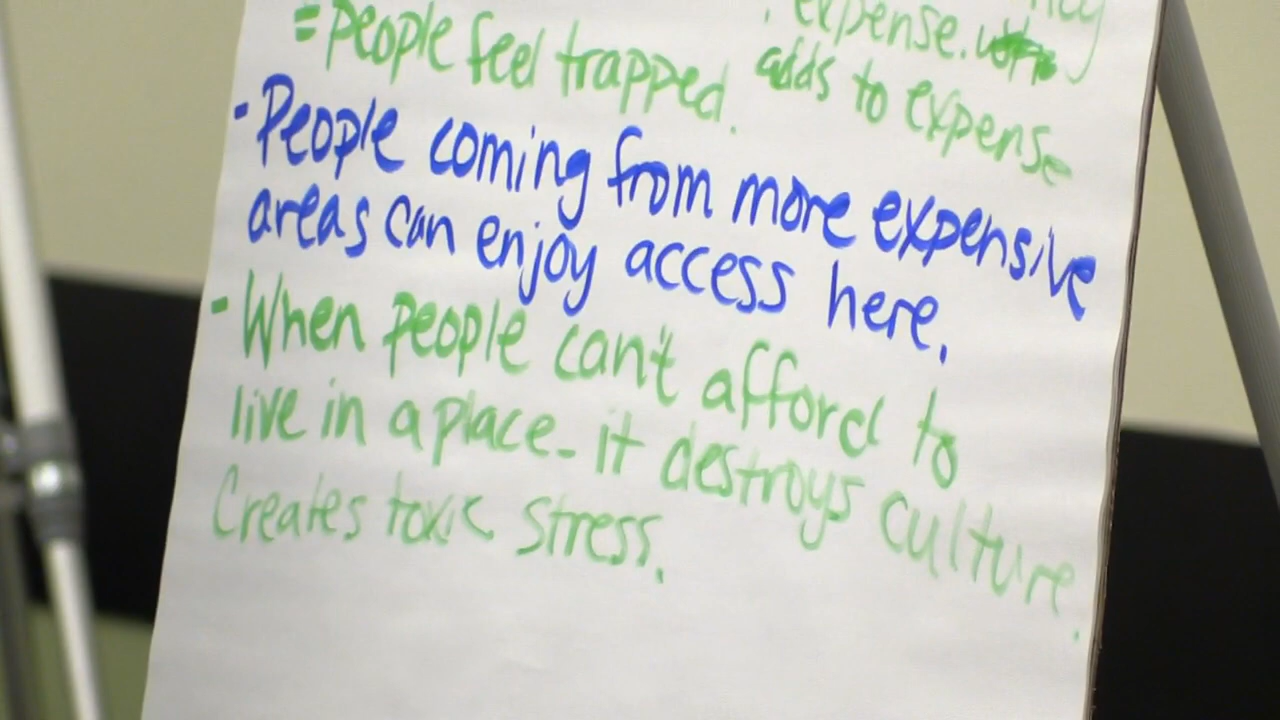 = People feel trapped.
expense.
adds to expense
- People coming from more expensive
areas can enjoy access here.
- When people can't afford to
live in a place - it destroys culture.
Creates toxic stress.